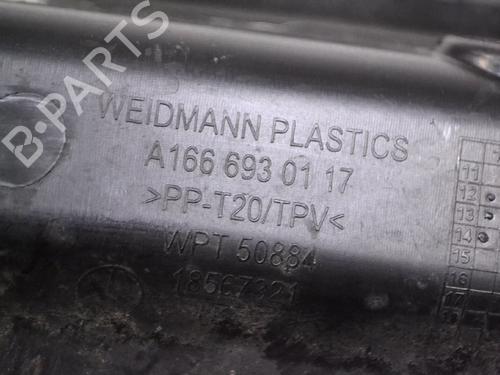 B-PARTS
WEIDMANN PLASTICS
A166 693 01 17
>PP-T20/TPV<
WPT 50884
18567321
11
12
13
14
15
16
17